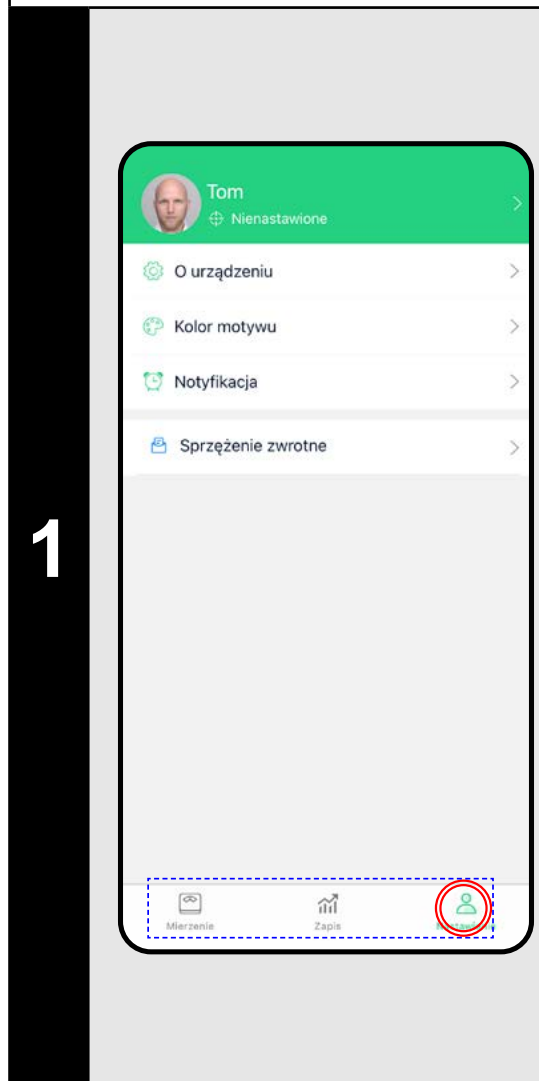 Tom
Nienastawione
O urządzeniu
Kolor motywu
Notyfikacja
Sprzężenie zwrotne
1
Mierzenie
Zapis